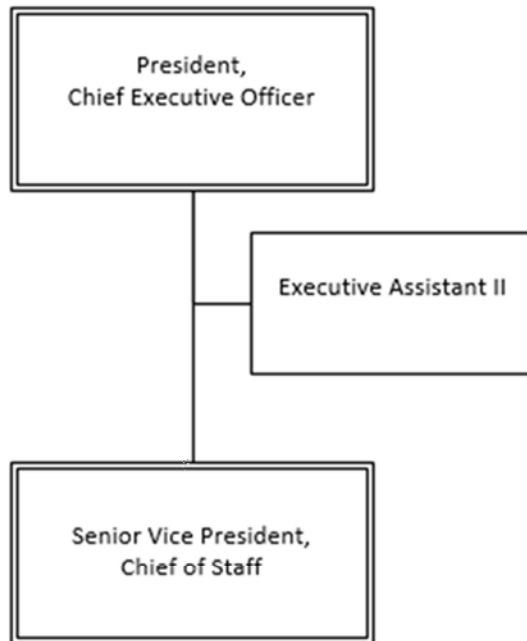 President,
Chief Executive Officer
Executive Assistant II
Senior Vice President,
Chief of Staff